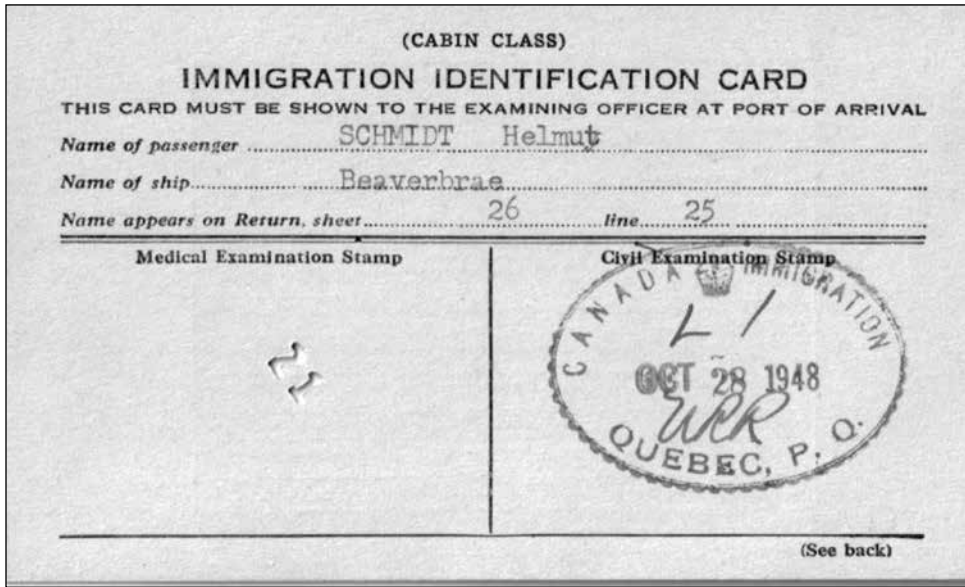 (CABIN CLASS)
IMMIGRATION IDENTIFICATION CARD
THIS CARD MUST BE SHOWN TO THE EXAMINING OFFICER AT PORT OF ARRIVAL
Name of passenger SCHMIDT Helmut
Name of ship Beaverbrae
Name appears on Return, sheet 26 line 25
Medical Examination Stamp
Civil Examination Stamp
CANADA IMMIGRATION
L 1
OCT 28 1948
QUEBEC, P. Q.
(See back)